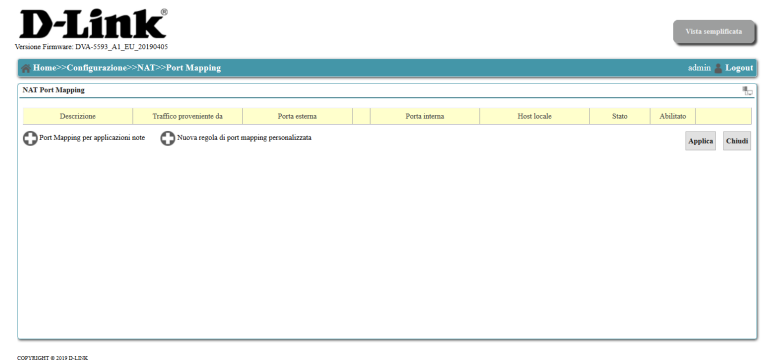 D-Link®
Vista semplificata
Versione Firmware: DVA-5593_A1_EU_20190405
Home>>Configurazione>>NAT>>Port Mapping
admin Logout
NAT Port Mapping
Descrizione Traffico proveniente da Porta esterna Porta interna Host locale Stato Abilitato
Port Mapping per applicazioni note Nuova regola di port mapping personalizzata Applica Chiudi
COPYRIGHT © 2019 D-LINK